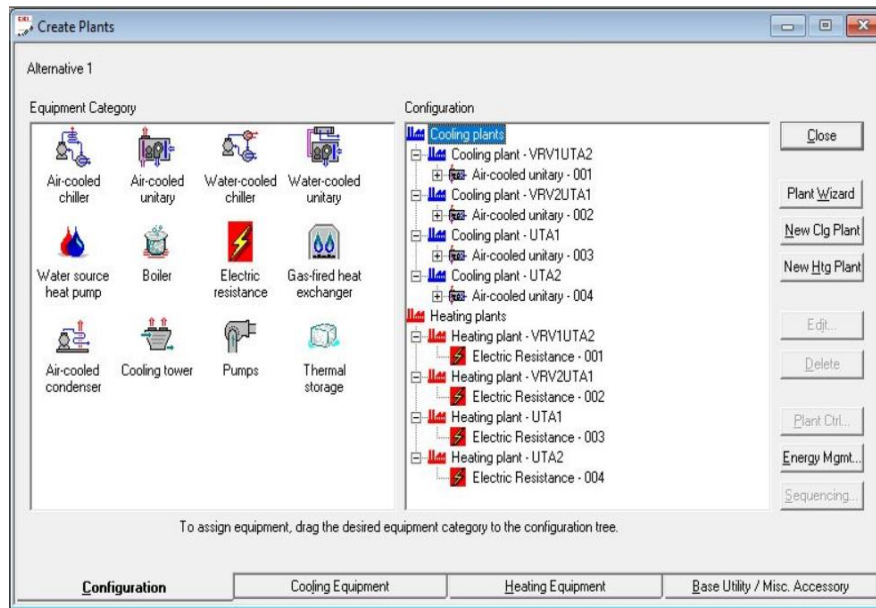 Create Plants
Alternative 1
Equipment Category
Air-cooled
chiller
Air-cooled
unitary
Water-cooled
chiller
Water-cooled
unitary
Water source
heat pump
Boiler
Electric
resistance
Gas-fired heat
exchanger
Air-cooled
condenser
Cooling tower
Pumps
Thermal
storage
Configuration
Cooling plants
Cooling plant - VRV1UTA2
Air-cooled unitary - 001
Cooling plant - VRV2UTA1
Air-cooled unitary - 002
Cooling plant - UTA1
Air-cooled unitary - 003
Cooling plant - UTA2
Air-cooled unitary - 004
Heating plants
Heating plant - VRV1UTA2
Electric Resistance - 001
Heating plant - VRV2UTA1
Electric Resistance - 002
Heating plant - UTA1
Electric Resistance - 003
Heating plant - UTA2
Electric Resistance - 004
Close
Plant Wizard
New Clg Plant
New Htg Plant
Edit...
Delete
Plant Ctrl...
Energy Mgmt...
Sequencing...
To assign equipment, drag the desired equipment category to the configuration tree.
Configuration
Cooling Equipment
Heating Equipment
Base Utility / Misc. Accessory